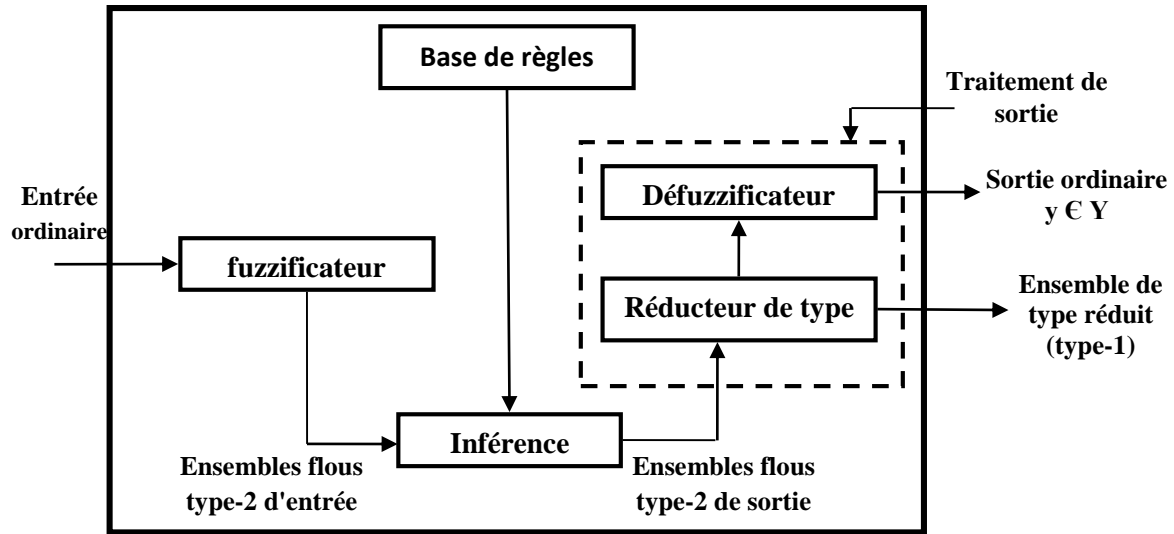 Base de règles
Traitement de
sortie
Entrée
ordinaire
fuzzificateur
Défuzzificateur
Sortie ordinaire
y Є Y
Réducteur de type
Ensemble de
type réduit
(type-1)
Inférence
Ensembles flous
type-2 d'entrée
Ensembles flous
type-2 de sortie